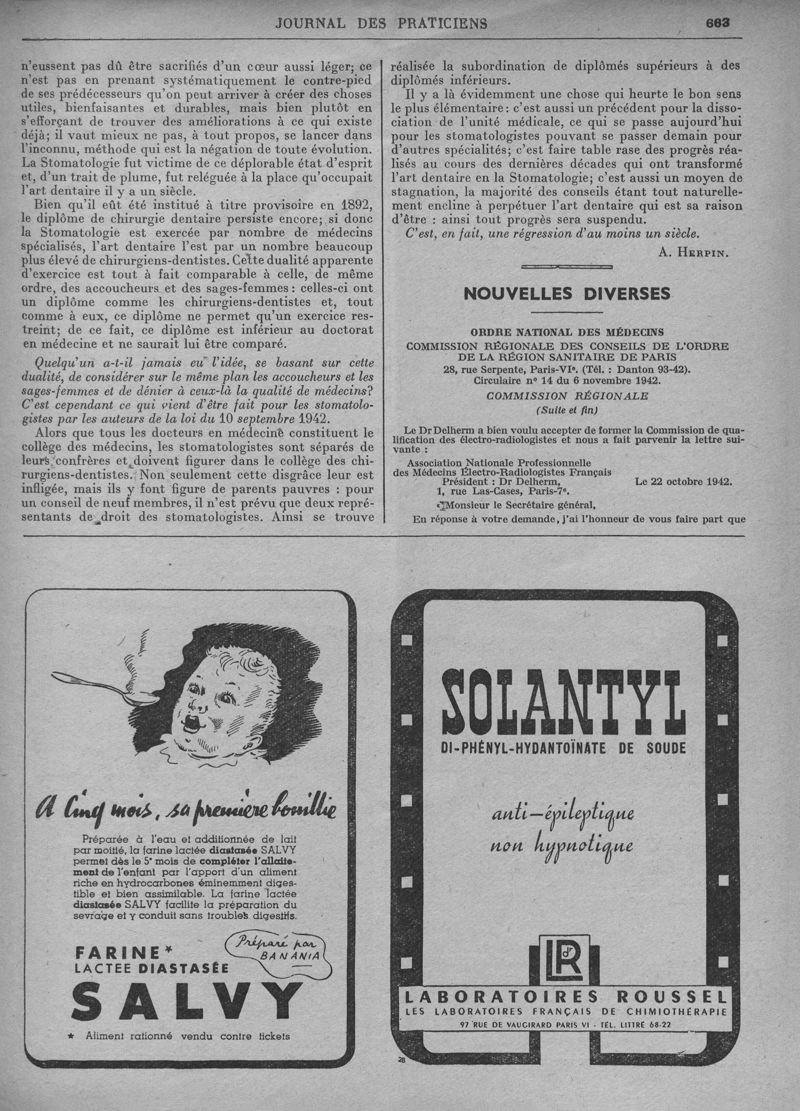 JOURNAL DES PRATICIENS
663
n'eussent pas dû être sacrifiés d'un cœur aussi léger; ce
n'est pas en prenant systématiquement le contre-pied
de ses prédécesseurs qu'on peut arriver à créer des choses
utiles, bienfaisantes et durables, mais bien plutôt en
s'efforçant de trouver des améliorations à ce qui existe
déjà; il vaut mieux ne pas, à tout propos, se lancer dans
l'inconnu, méthode qui est la négation de toute évolution.
La Stomatologie fut victime de ce déplorable état d'esprit
et, d'un trait de plume, fut reléguée à la place qu'occupait
l'art dentaire il y a un siècle.
Bien qu'il eût été institué à titre provisoire en 1892,
le diplôme de chirurgie dentaire persiste encore; si donc
la Stomatologie est exercée par nombre de médecins
spécialisés, l'art dentaire l'est par un nombre beaucoup
plus élevé de chirurgiens-dentistes. Cette dualité apparente
d'exercice est tout à fait comparable à celle, de même
ordre, des accoucheurs et des sages-femmes : celles-ci ont
un diplôme comme les chirurgiens-dentistes et, tout
comme à eux, ce diplôme ne permet qu'un exercice res-
treint; de ce fait, ce diplôme est inférieur au doctorat
en médecine et ne saurait lui être comparé.
Quelqu'un a-t-il jamais eu l'idée, se basant sur cette
dualité, de considérer sur le même plan les accoucheurs et les
sages-femmes et de dénier à ceux-là la qualité de médecins?
C'est cependant ce qui vient d'être fait pour les stomatolo-
gistes par les auteurs de la loi du 10 septembre 1942.
Alors que tous les docteurs en médecine constituent le
collège des médecins, les stomatologistes sont séparés de
leurs confrères et doivent figurer dans le collège des chi-
rurgiens-dentistes. Non seulement cette disgrâce leur est
infligée, mais ils y font figure de parents pauvres : pour
un conseil de neuf membres, il n'est prévu que deux repré-
sentants de droit des stomatologistes. Ainsi se trouve
réalisée la subordination de diplômés supérieurs à des
diplômés inférieurs.
Il y a là évidemment une chose qui heurte le bon sens
le plus élémentaire : c'est aussi un précédent pour la disso-
ciation de l'unité médicale, ce qui se passe aujourd'hui
pour les stomatologistes pouvant se passer demain pour
d'autres spécialités; c'est faire table rase des progrès réa-
lisés au cours des dernières décades qui ont transformé
l'art dentaire en la Stomatologie; c'est aussi un moyen de
stagnation, la majorité des conseils étant tout naturelle-
ment encline à perpétuer l'art dentaire qui est sa raison
d'être : ainsi tout progrès sera suspendu.
C'est, en fait, une régression d'au moins un siècle.
A. HERPIN.
NOUVELLES DIVERSES
ORDRE NATIONAL DES MÉDECINS
COMMISSION RÉGIONALE DES CONSEILS DE L'ORDRE
DE LA RÉGION SANITAIRE DE PARIS
28, rue Serpente, Paris-VIe. (Tél. : Danton 93-42).
Circulaire n° 14 du 6 novembre 1942.
COMMISSION RÉGIONALE
(Suite et fin)
Le Dr Delherm a bien voulu accepter de former la Commission de qua-
lification des électro-radiologistes et nous a fait parvenir la lettre sui-
vante :
Association Nationale Professionnelle
des Médecins Électro-Radiologistes Français
Président : Dr Delherm, Le 22 octobre 1942.
1, rue Las-Cases, Paris-7e.
Monsieur le Secrétaire général,
En réponse à votre demande, j'ai l'honneur de vous faire part que
A Cinq mois, sa première bouillie
Préparée à l'eau et additionnée de lait
par moitié, la farine lactée diastasée SALVY
permet dès le 5e mois de compléter l'allaite-
ment de l'enfant par l'apport d'un aliment
riche en hydrocarbones éminemment diges-
tible et bien assimilable. La farine lactée
diastasée SALVY facilite la préparation du
sevrage et y conduit sans troubles digestifs.
Préparé par
BANANIA
FARINE*
LACTÉE DIASTASÉE
SALVY
* Aliment rationné vendu contre tickets
SOLANTYL
DI-PHÉNYL-HYDANTOÏNATE DE SOUDE
anti-épileptique
non hypnotique
LR
LABORATOIRES ROUSSEL
LES LABORATOIRES FRANÇAIS DE CHIMIOTHÉRAPIE
97 RUE DE VAUGIRARD PARIS VI - TÉL. LITTRÉ 68-22
28